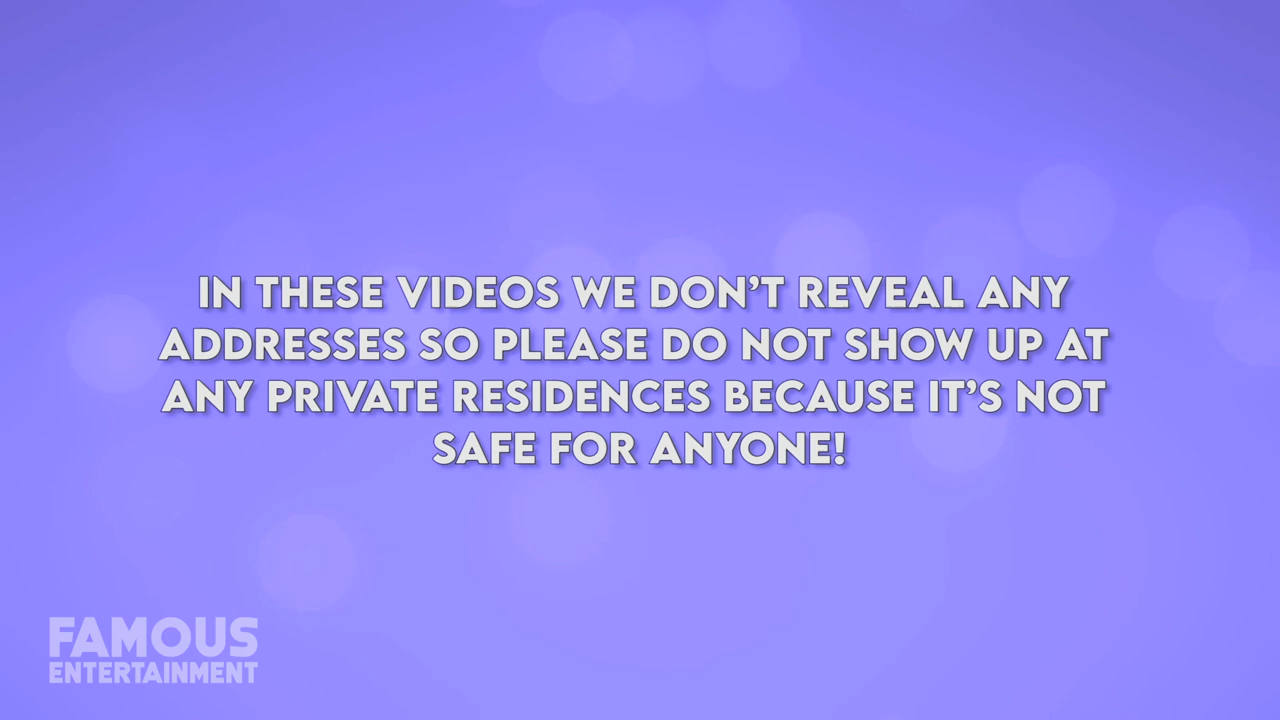 IN THESE VIDEOS WE DON'T REVEAL ANY
ADDRESSES SO PLEASE DO NOT SHOW UP AT
ANY PRIVATE RESIDENCES BECAUSE IT'S NOT
SAFE FOR ANYONE!
FAMOUS
ENTERTAINMENT